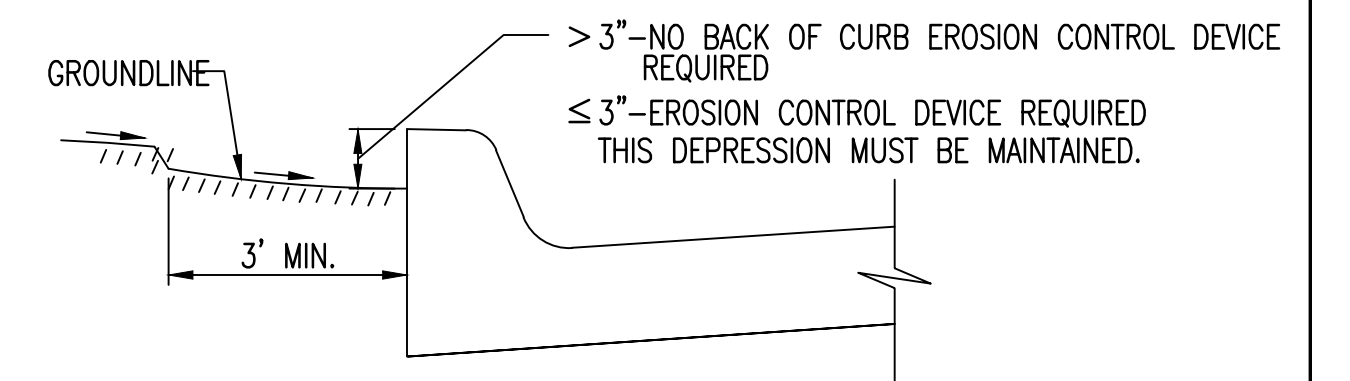 > 3"-NO BACK OF CURB EROSION CONTROL DEVICE
REQUIRED
GROUNDLINE
≤ 3"-EROSION CONTROL DEVICE REQUIRED
THIS DEPRESSION MUST BE MAINTAINED.
3' MIN.